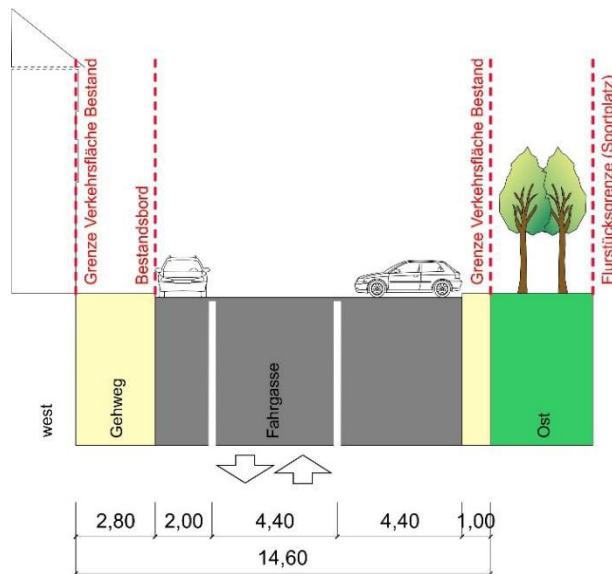 Grenze Verkehrsfläche Bestand
Bestandsbord
Grenze Verkehrsfläche Bestand
Flurstücksgrenze (Sportplatz)
west
Gehweg
Fahrgasse
Ost
2,80 2,00 4,40 4,40 1,00
14,60